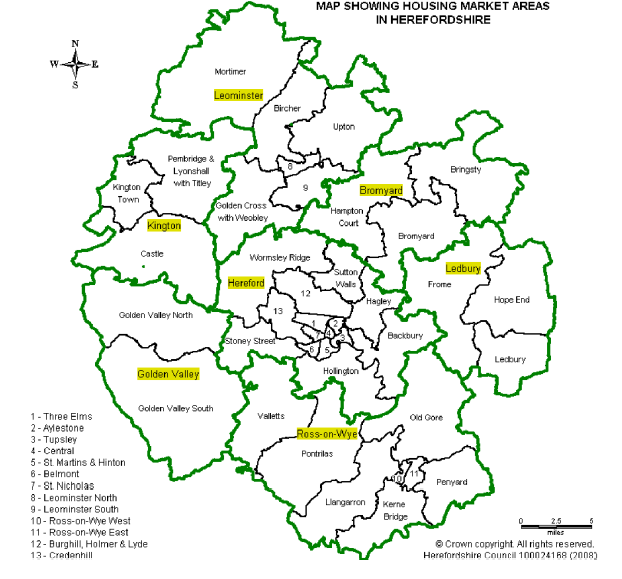 MAP SHOWING HOUSING MARKET AREAS
IN HEREFORDSHIRE
N
W
E
S
Mortimer
Leominster
Bircher
Upton
Pembridge &
Lyonshall
with Titley
8
9
Bringsty
Bromyard
Kington
Town
Golden Cross
with Weobley
Hampton
Court
Kington
Bromyard
Castle
Wormsley Ridge
Sutton
Walls
Ledbury
Hereford
Frome
12
Hagley
Hope End
13
Golden Valley North
1
2
7
4
3
Stoney Street
6
5
Backbury
Ledbury
Hollington
Golden Valley
Golden Valley South
Valletts
Old Gore
Ross-on-Wye
Pontrilas
11
10
Penyard
Llangarron
Kerne
Bridge
1 - Three Elms
2 - Aylestone
3 - Tupsley
4 - Central
5 - St. Martins & Hinton
6 - Belmont
7 - St. Nicholas
8 - Leominster North
9 - Leominster South
10 - Ross-on-Wye West
11 - Ross-on-Wye East
12 - Burghill, Holmer & Lyde
13 - Credenhill
0 2.5 5
miles
© Crown copyright. All rights reserved.
Herefordshire Council 100024168 (2008)